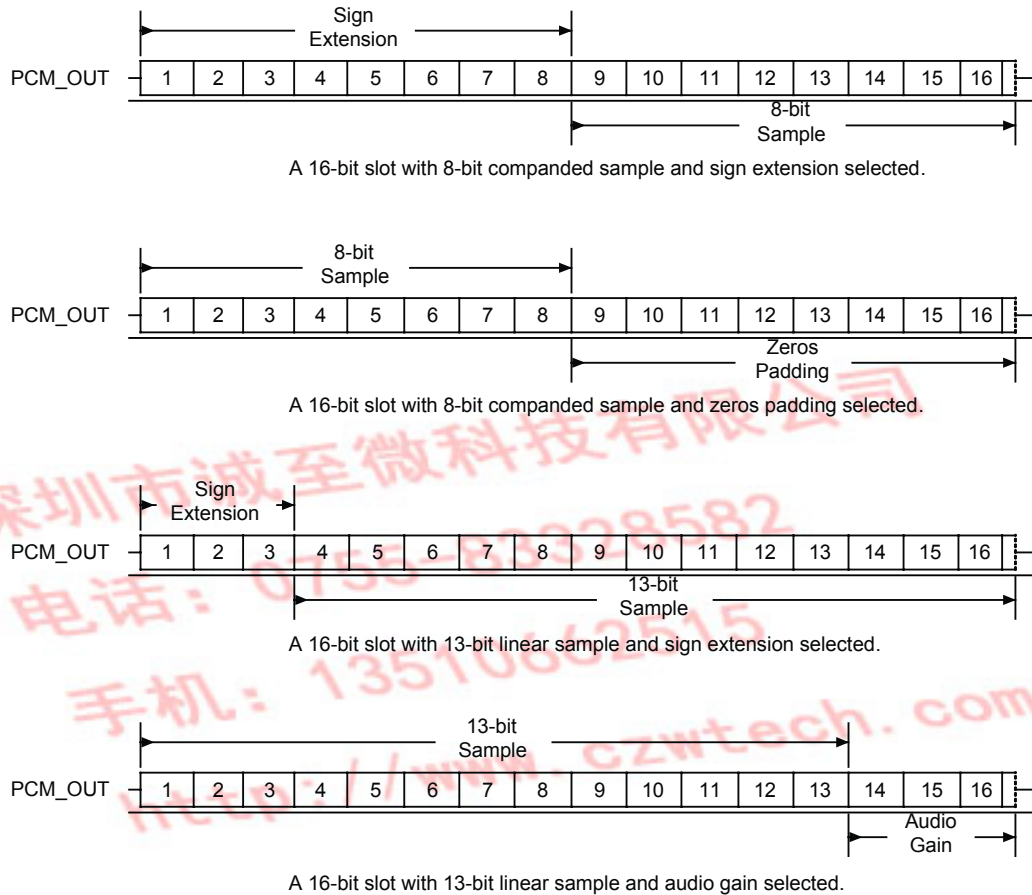 Sign
Extension
PCM_OUT 1 2 3 4 5 6 7 8 9 10 11 12 13 14 15 16
8-bit
Sample
A 16-bit slot with 8-bit companded sample and sign extension selected.
8-bit
Sample
PCM_OUT 1 2 3 4 5 6 7 8 9 10 11 12 13 14 15 16
Zeros
Padding
A 16-bit slot with 8-bit companded sample and zeros padding selected.
深圳市诚至微科技有限公司
Sign
Extension
电话：0755-83328582
PCM_OUT 1 2 3 4 5 6 7 8 9 10 11 12 13 14 15 16
13-bit
Sample
A 16-bit slot with 13-bit linear sample and sign extension selected.
手机：13510662515
13-bit
Sample
http://www.czwtech.com
PCM_OUT 1 2 3 4 5 6 7 8 9 10 11 12 13 14 15 16
Audio
Gain
A 16-bit slot with 13-bit linear sample and audio gain selected.